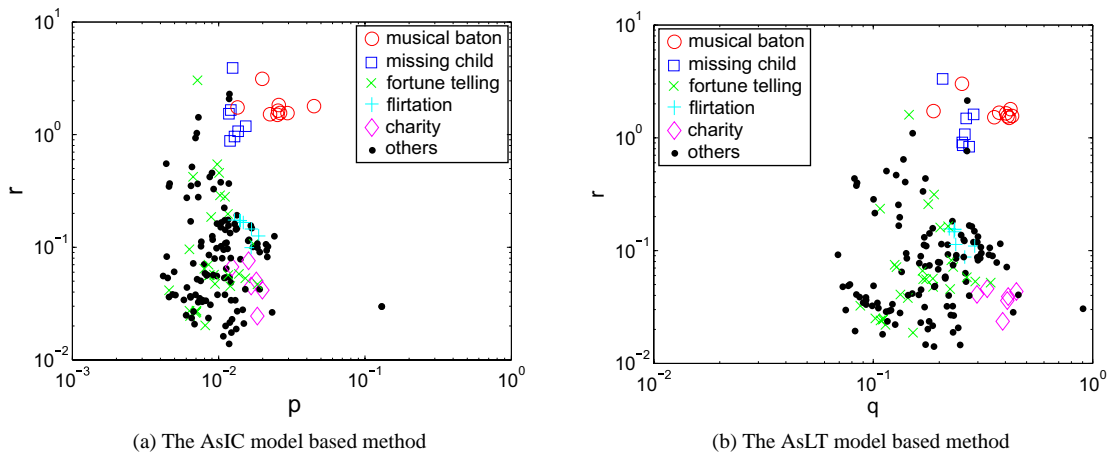 musical baton
missing child
fortune telling
flirtation
charity
others
10^1
10^0
10^-1
10^-2
r
10^-3
10^-2
10^-1
10^0
p
(a) The AsIC model based method
musical baton
missing child
fortune telling
flirtation
charity
others
10^1
10^0
10^-1
10^-2
r
10^-2
10^-1
10^0
q
(b) The AsLT model based method